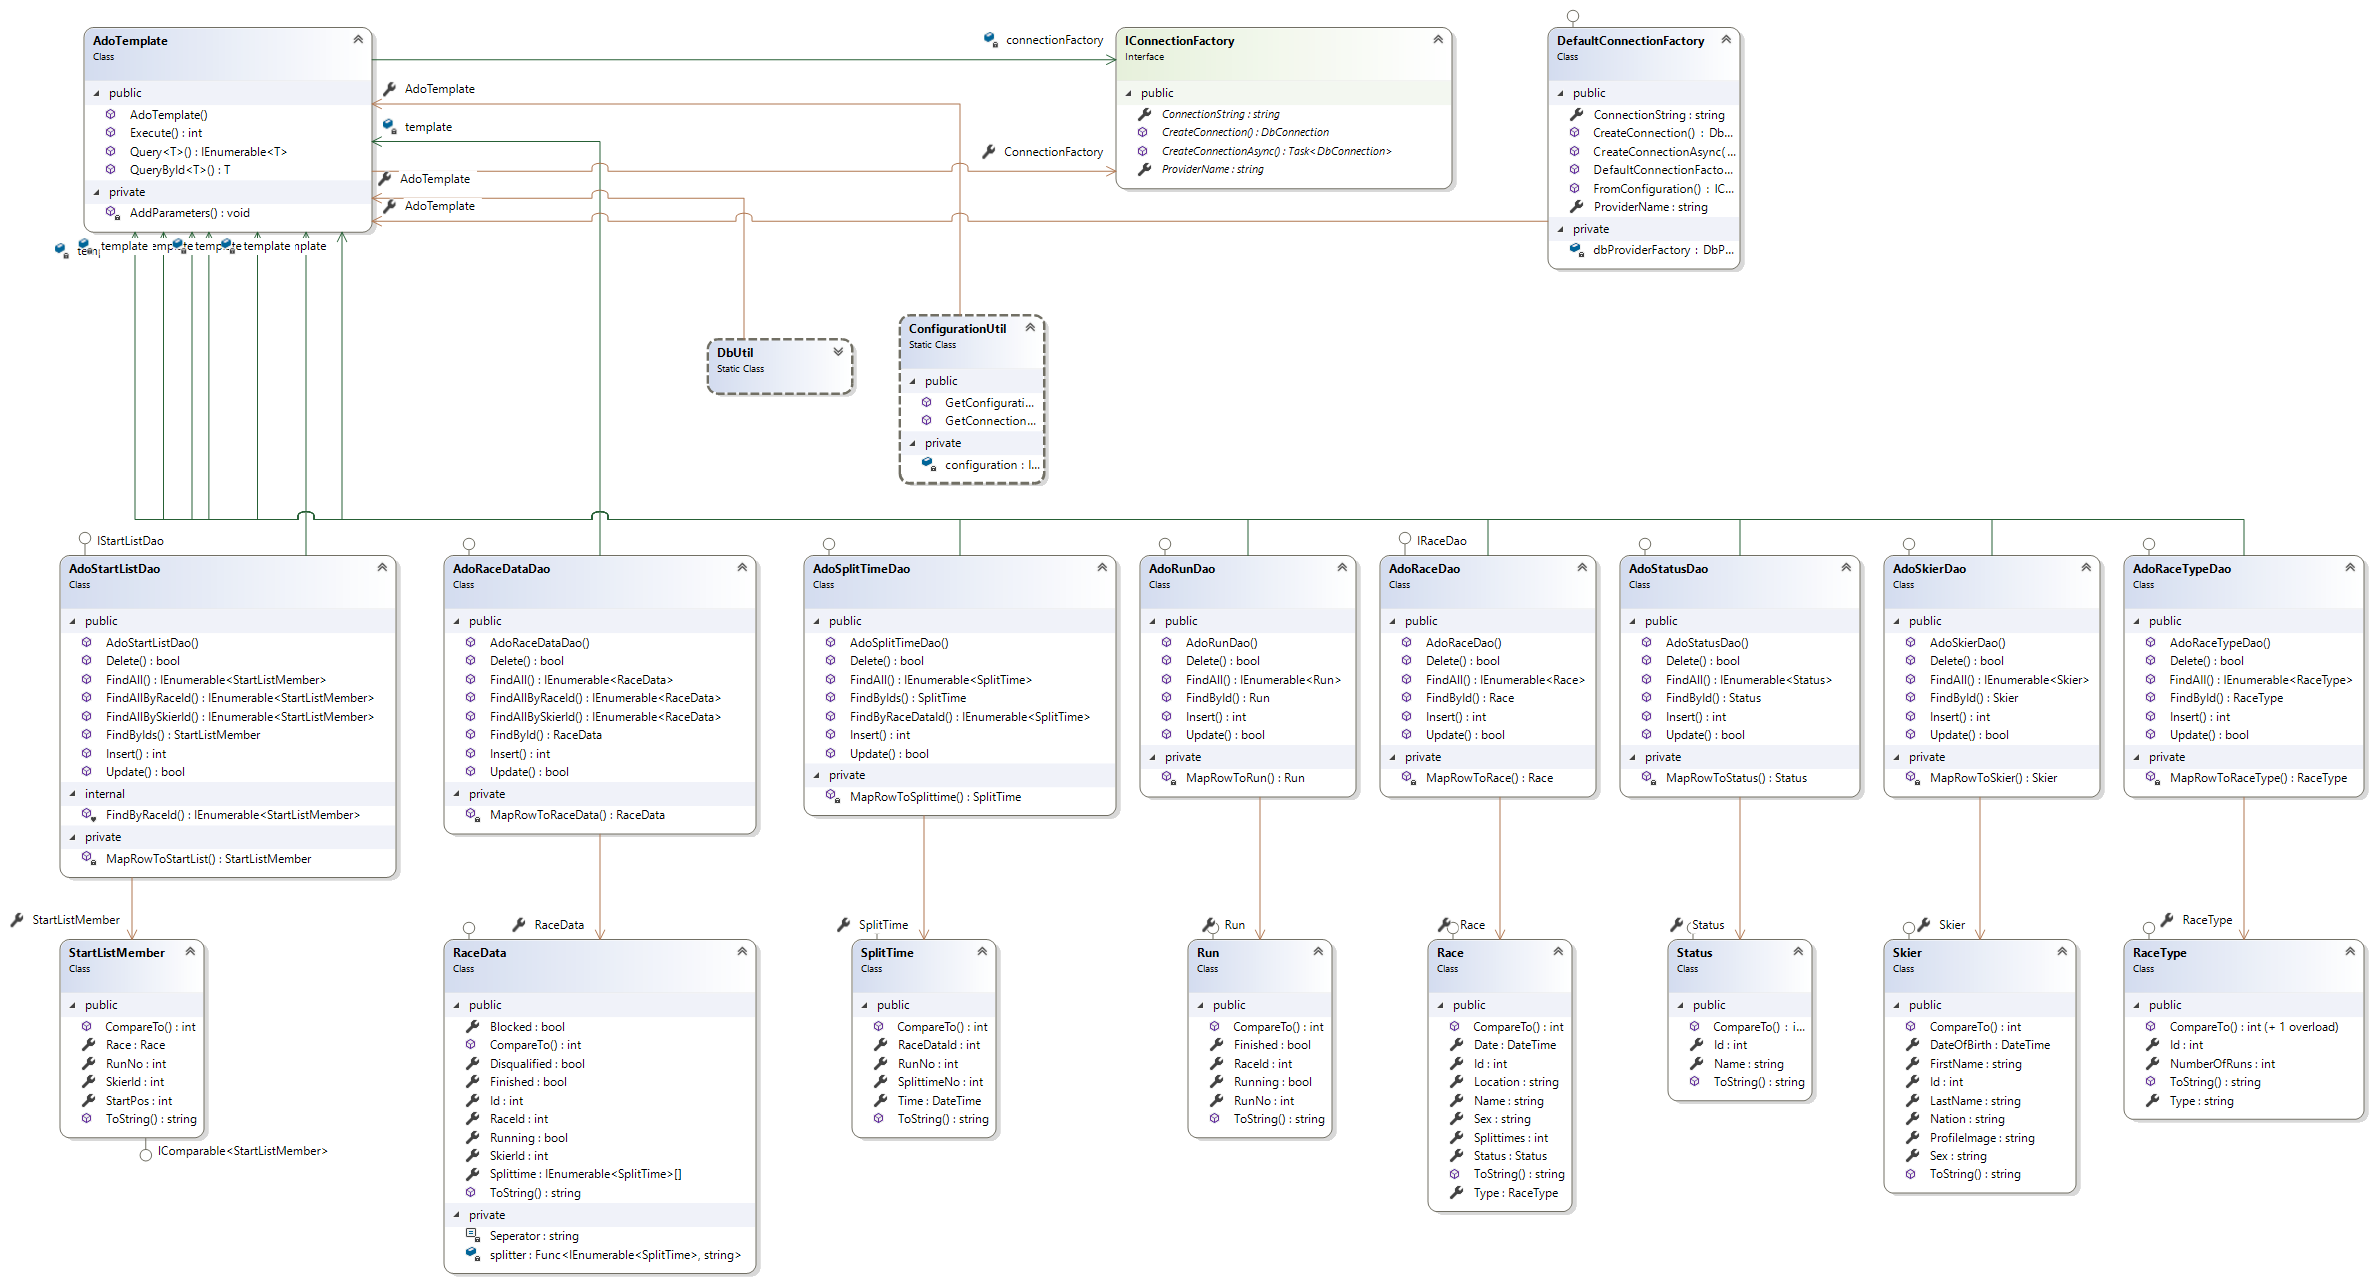 AdoTemplate
Class
public
AdoTemplate()
Execute() : int
Query<T>() : IEnumerable<T>
QueryById<T>() : T
private
AddParameters() : void
connectionFactory
AdoTemplate
template
ConnectionFactory
AdoTemplate
AdoTemplate
IConnectionFactory
Interface
public
ConnectionString : string
CreateConnection() : DbConnection
CreateConnectionAsync() : Task<DbConnection>
ProviderName : string
DefaultConnectionFactory
Class
public
ConnectionString : string
CreateConnection() : Db...
CreateConnectionAsync( ...
DefaultConnectionFacto...
FromConfiguration() : IC...
ProviderName : string
private
dbProviderFactory : DbP...
template
template
DbUtil
Static Class
ConfigurationUtil
Static Class
public
GetConfigurati...
GetConnection...
private
configuration : I...
IStartListDao
AdoStartListDao
Class
public
AdoStartListDao()
Delete() : bool
FindAll() : IEnumerable<StartListMember>
FindAllByRaceId() : IEnumerable<StartListMember>
FindAllBySkierId() : IEnumerable<StartListMember>
FindByIds() : StartListMember
Insert() : int
Update() : bool
internal
FindByRaceId() : IEnumerable<StartListMember>
private
MapRowToStartList() : StartListMember
AdoRaceDataDao
Class
public
AdoRaceDataDao()
Delete() : bool
FindAll() : IEnumerable<RaceData>
FindAllByRaceId() : IEnumerable<RaceData>
FindAllBySkierId() : IEnumerable<RaceData>
FindById() : RaceData
Insert() : int
Update() : bool
private
MapRowToRaceData() : RaceData
AdoSplitTimeDao
Class
public
AdoSplitTimeDao()
Delete() : bool
FindAll() : IEnumerable<SplitTime>
FindByIds() : SplitTime
FindByRaceDataId() : IEnumerable<SplitTime>
Insert() : int
Update() : bool
private
MapRowToSplittime() : SplitTime
AdoRunDao
Class
public
AdoRunDao()
Delete() : bool
FindAll() : IEnumerable<Run>
FindById() : Run
Insert() : int
Update() : bool
private
MapRowToRun() : Run
IRaceDao
AdoRaceDao
Class
public
AdoRaceDao()
Delete() : bool
FindAll() : IEnumerable<Race>
FindById() : Race
Insert() : int
Update() : bool
private
MapRowToRace() : Race
AdoStatusDao
Class
public
AdoStatusDao()
Delete() : bool
FindAll() : IEnumerable<Status>
FindById() : Status
Insert() : int
Update() : bool
private
MapRowToStatus() : Status
AdoSkierDao
Class
public
AdoSkierDao()
Delete() : bool
FindAll() : IEnumerable<Skier>
FindById() : Skier
Insert() : int
Update() : bool
private
MapRowToSkier() : Skier
AdoRaceTypeDao
Class
public
AdoRaceTypeDao()
Delete() : bool
FindAll() : IEnumerable<RaceType>
FindById() : RaceType
Insert() : int
Update() : bool
private
MapRowToRaceType() : RaceType
StartListMember
StartListMember
Class
public
CompareTo() : int
Race : Race
RunNo : int
SkierId : int
StartPos : int
ToString() : string
IComparable<StartListMember>
RaceData
RaceData
Class
public
Blocked : bool
CompareTo() : int
Disqualified : bool
Finished : bool
Id : int
RaceId : int
Running : bool
SkierId : int
Splittime : IEnumerable<SplitTime>[]
ToString() : string
private
Seperator : string
splitter : Func<IEnumerable<SplitTime>, string>
SplitTime
SplitTime
Class
public
CompareTo() : int
RaceDataId : int
RunNo : int
SplittimeNo : int
Time : DateTime
ToString() : string
Run
Run
Class
public
CompareTo() : int
Finished : bool
RaceId : int
Running : bool
RunNo : int
ToString() : string
Race
Race
Class
public
CompareTo() : int
Date : DateTime
Id : int
Location : string
Name : string
Sex : string
Splittimes : int
Status : Status
ToString() : string
Type : RaceType
Status
Status
Class
public
CompareTo() : i...
Id : int
Name : string
ToString() : string
Skier
Skier
Class
public
CompareTo() : int
DateOfBirth : DateTime
FirstName : string
Id : int
LastName : string
Nation : string
ProfileImage : string
Sex : string
ToString() : string
RaceType
RaceType
Class
public
CompareTo() : int (+ 1 overload)
Id : int
NumberOfRuns : int
ToString() : string
Type : string